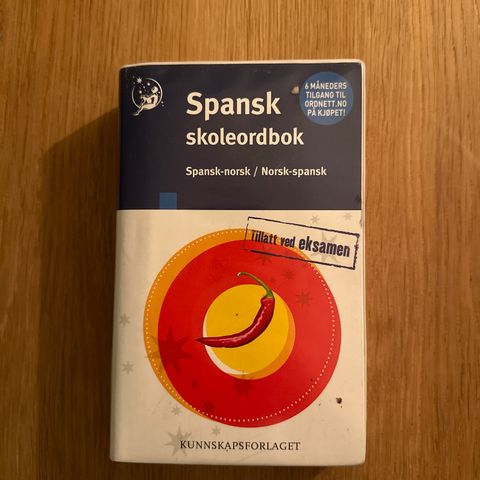 6 MÅNEDERS
TILGANG TIL
ORDNETT.NO
PÅ KJØPET!
Spansk
skoleordbok
Spansk-norsk / Norsk-spansk
Tillatt ved eksamen
KUNNSKAPSFORLAGET